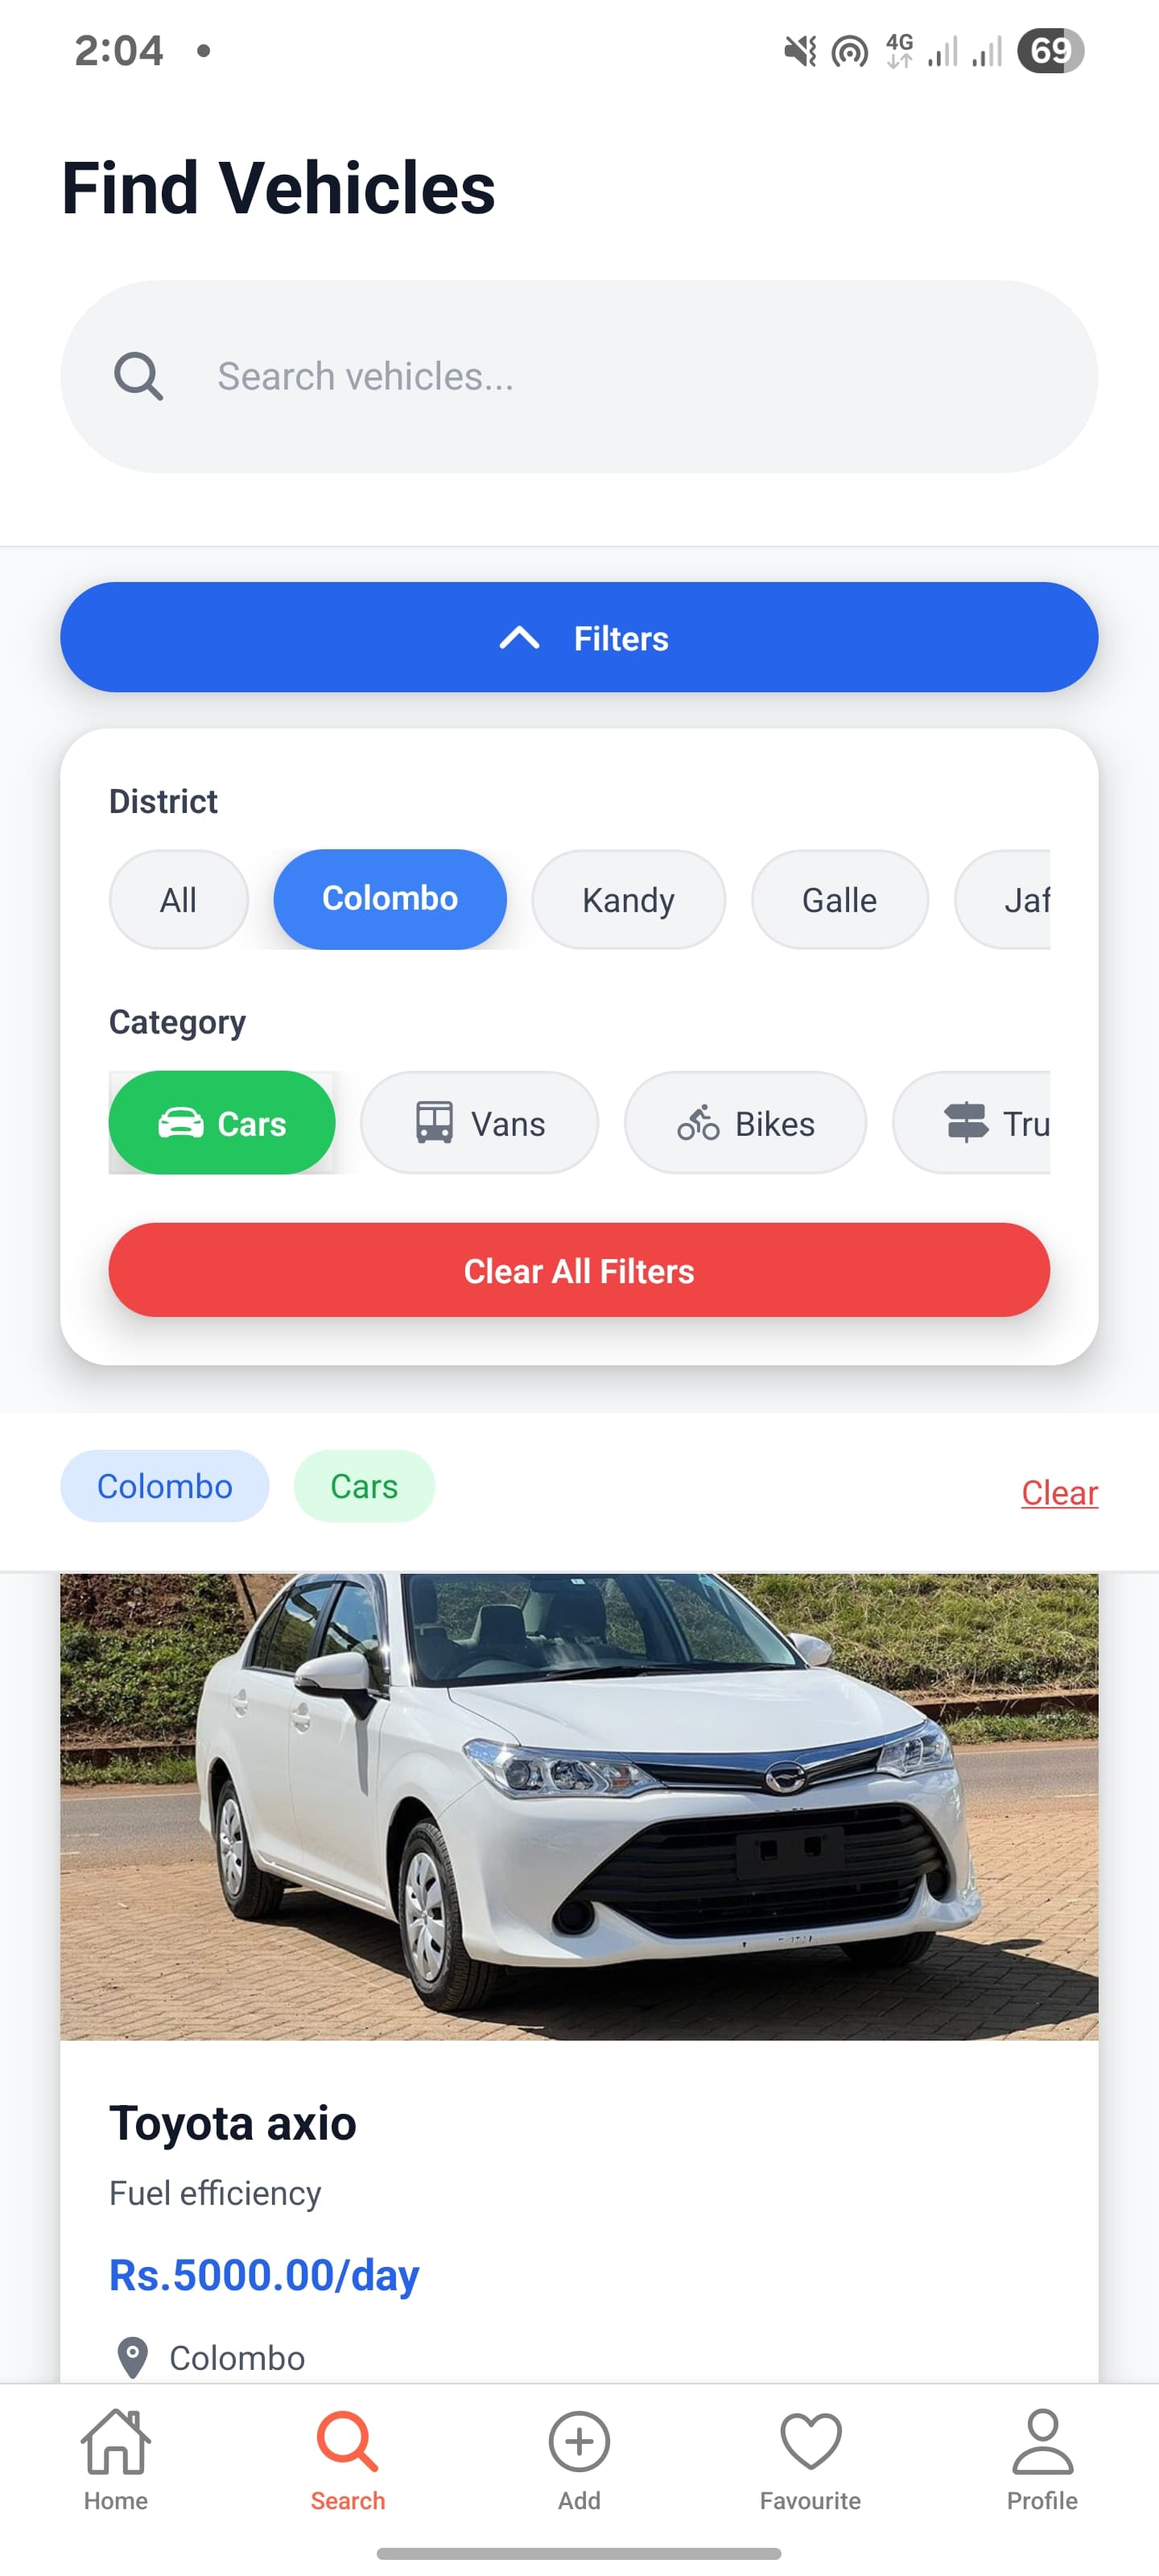 2:04
4G
69
Find Vehicles
Search vehicles...
Filters
District
All
Colombo
Kandy
Galle
Jaf
Category
Cars
Vans
Bikes
Tru
Clear All Filters
Colombo
Cars
Clear
Toyota axio
Fuel efficiency
Rs.5000.00/day
Colombo
Home
Search
Add
Favourite
Profile